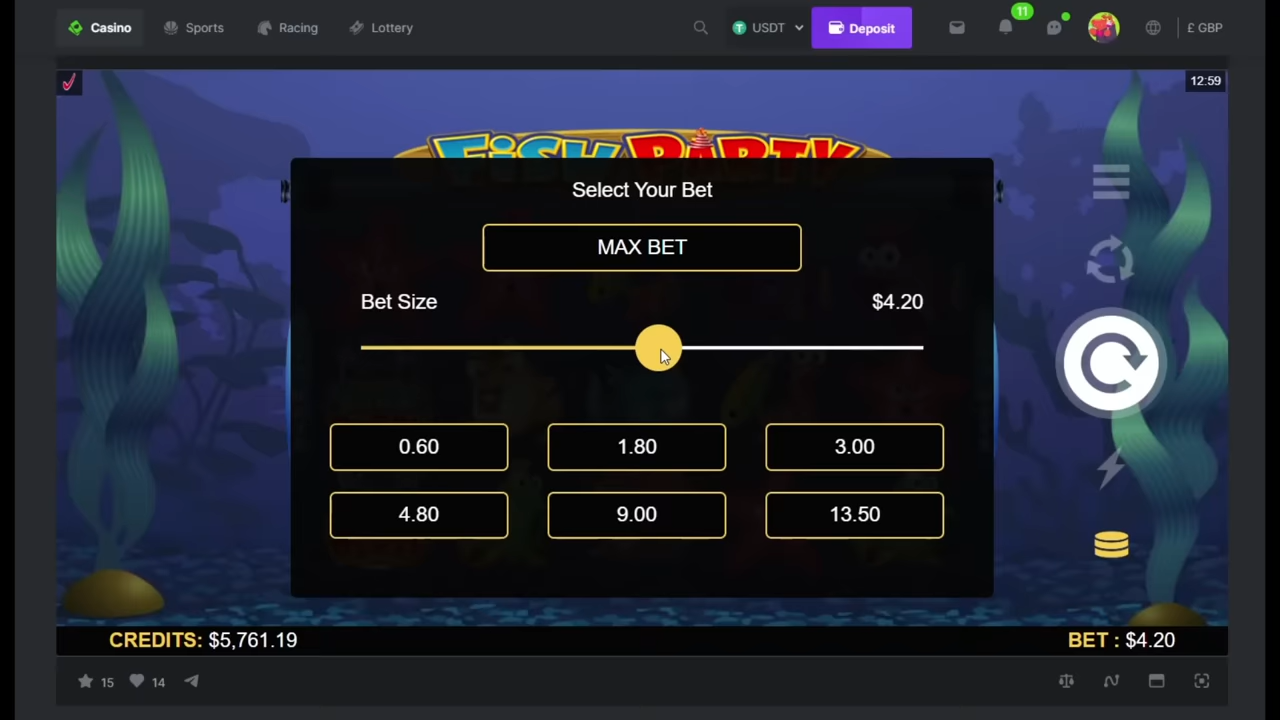 Casino Sports Racing Lottery USDT Deposit 11 £ GBP
12:59
FISH PARTY
Select Your Bet
MAX BET
Bet Size $4.20
0.60 1.80 3.00
4.80 9.00 13.50
CREDITS: $5,761.19 BET : $4.20
15 14